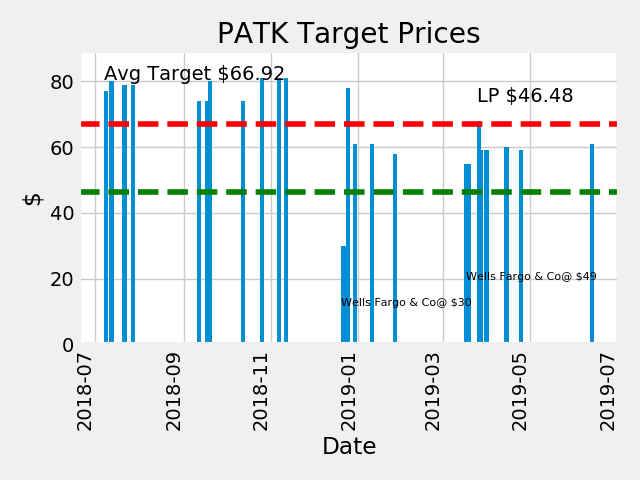 PATK Target Prices
Avg Target $66.92
LP $46.48
Wells Fargo & Co@ $49
Wells Fargo & Co@ $30
$
80
60
40
20
0
2018-07
2018-09
2018-11
2019-01
2019-03
2019-05
2019-07
Date